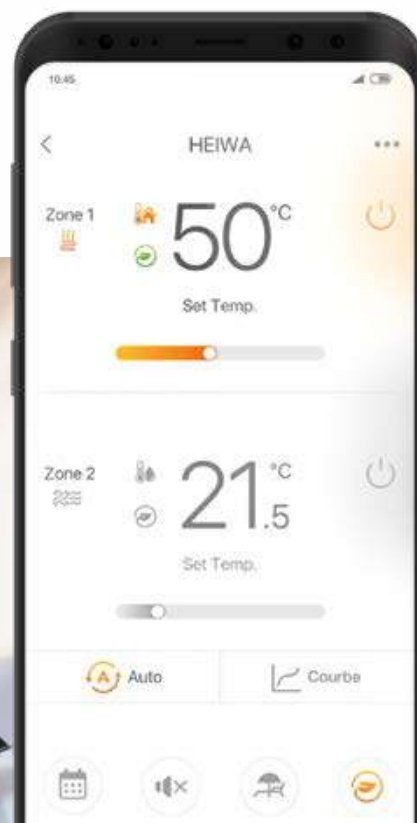 10:45
HEIWA
Zone 1
50 °C
Set Temp.
Zone 2
21.5 °C
Set Temp.
A Auto
Courbe